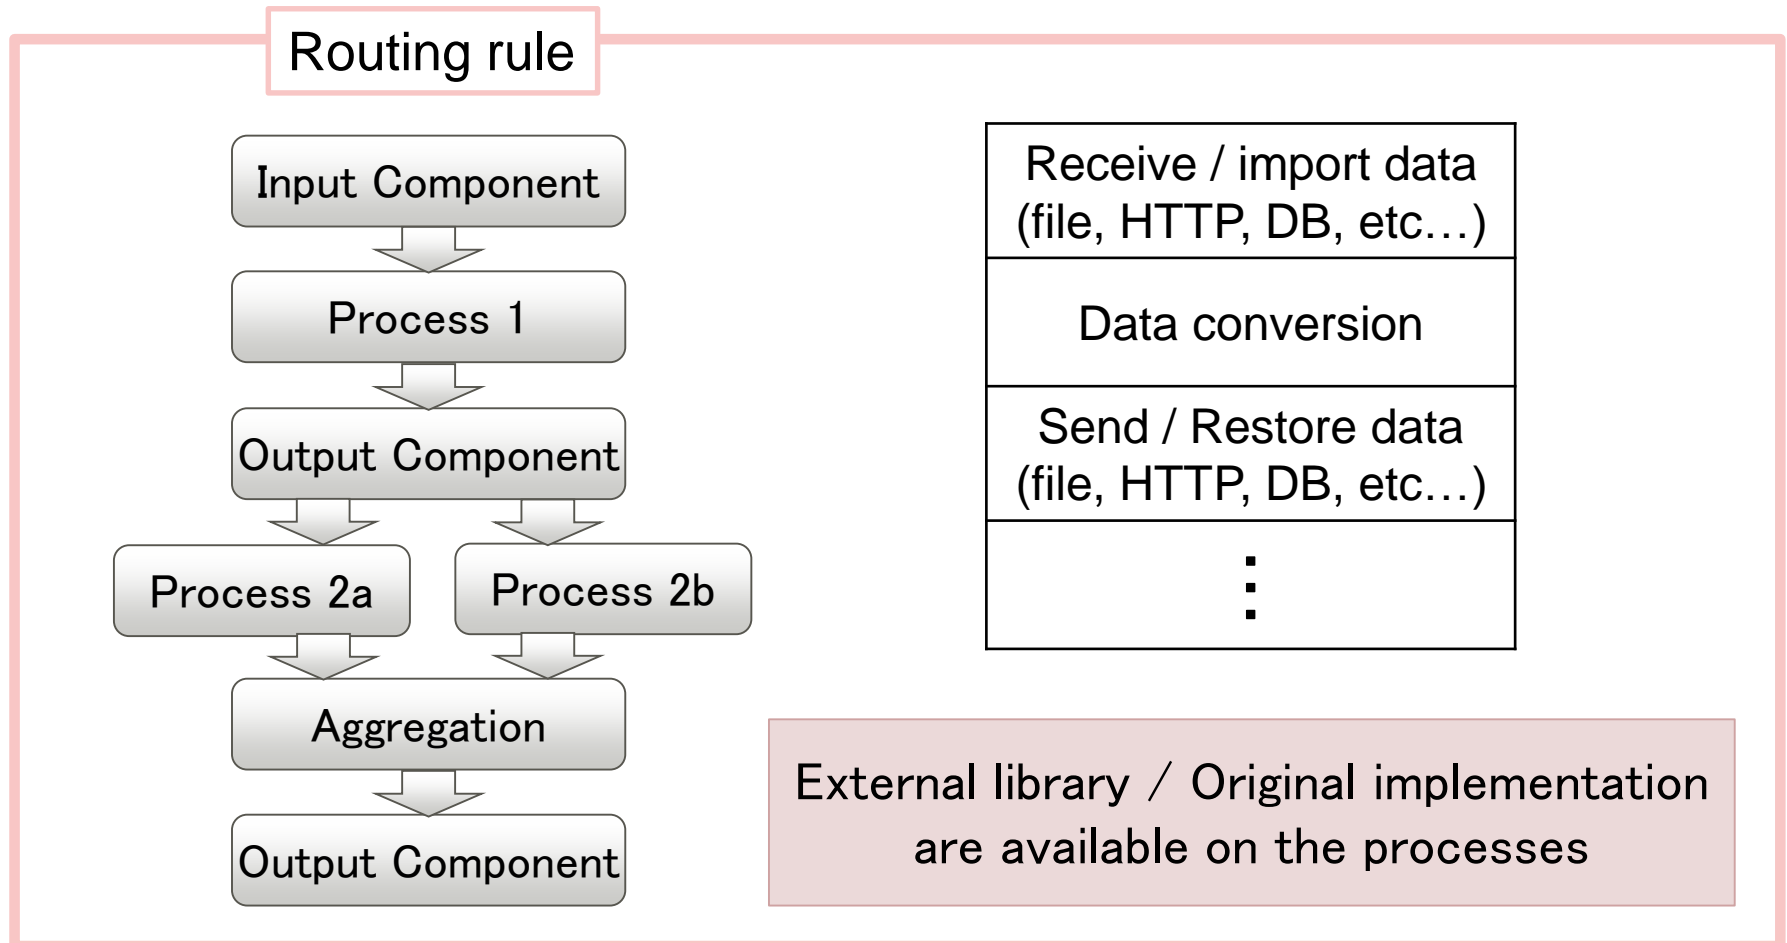 Routing rule
Input Component
Process 1
Output Component
Process 2a
Process 2b
Aggregation
Output Component
Receive / import data
(file, HTTP, DB, etc…)
Data conversion
Send / Restore data
(file, HTTP, DB, etc…)
⋮
External library / Original implementation
are available on the processes